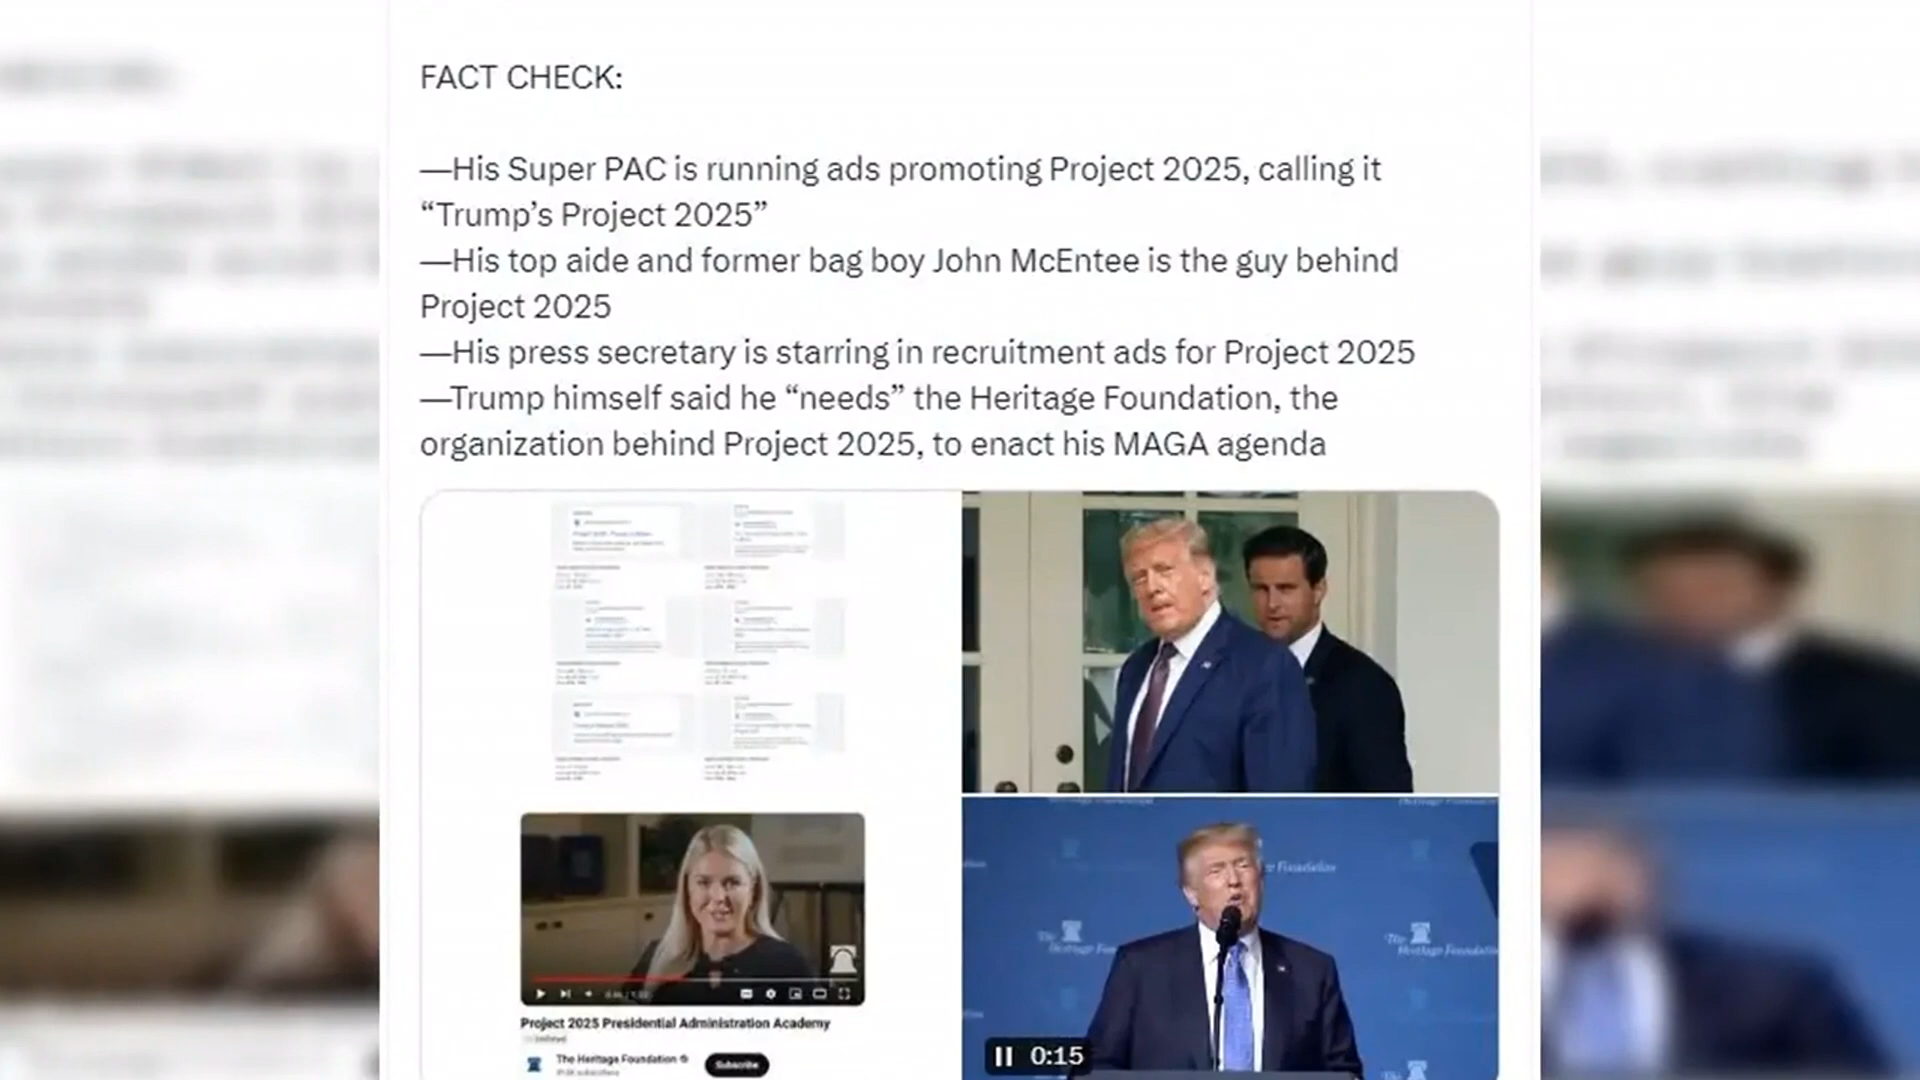 FACT CHECK:
—His Super PAC is running ads promoting Project 2025, calling it
“Trump’s Project 2025”
—His top aide and former bag boy John McEntee is the guy behind
Project 2025
—His press secretary is starring in recruitment ads for Project 2025
—Trump himself said he “needs” the Heritage Foundation, the
organization behind Project 2025, to enact his MAGA agenda
The
Heritage Foundation
0:15
Project 2025 Presidential Administration Academy
The Heritage Foundation
Subscribe